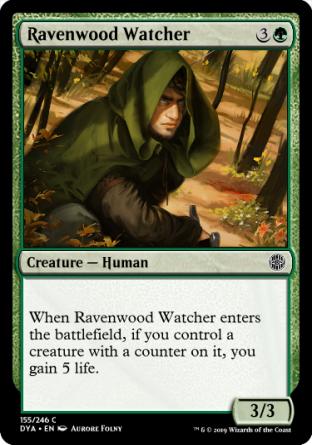 Ravenwood Watcher 3
Creature — Human
When Ravenwood Watcher enters
the battlefield, if you control a
creature with a counter on it, you
gain 5 life.
3/3
155/246 C
DYA • EN Aurore Folny
™ & © 2019 Wizards of the Coast